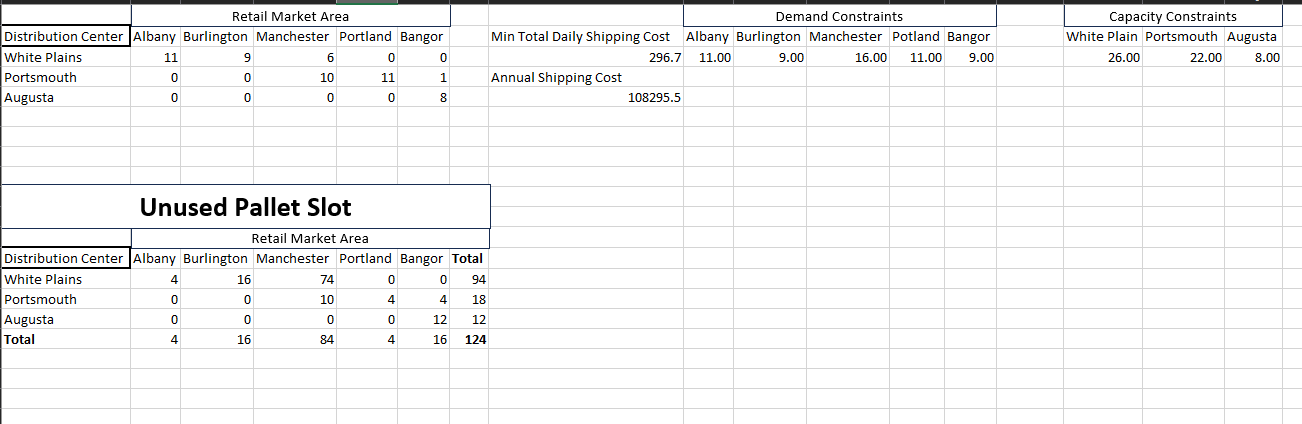 Retail Market Area Demand Constraints Capacity Constraints
Distribution Center Albany Burlington Manchester Portland Bangor Min Total Daily Shipping Cost Albany Burlington Manchester Potland Bangor White Plain Portsmouth Augusta
White Plains 11 9 6 0 0 296.7 11.00 9.00 16.00 11.00 9.00 26.00 22.00 8.00
Portsmouth 0 0 10 11 1 Annual Shipping Cost
Augusta 0 0 0 0 8 108295.5
Unused Pallet Slot
Retail Market Area
Distribution Center Albany Burlington Manchester Portland Bangor Total
White Plains 4 16 74 0 0 94
Portsmouth 0 0 10 4 4 18
Augusta 0 0 0 0 12 12
Total 4 16 84 4 16 124